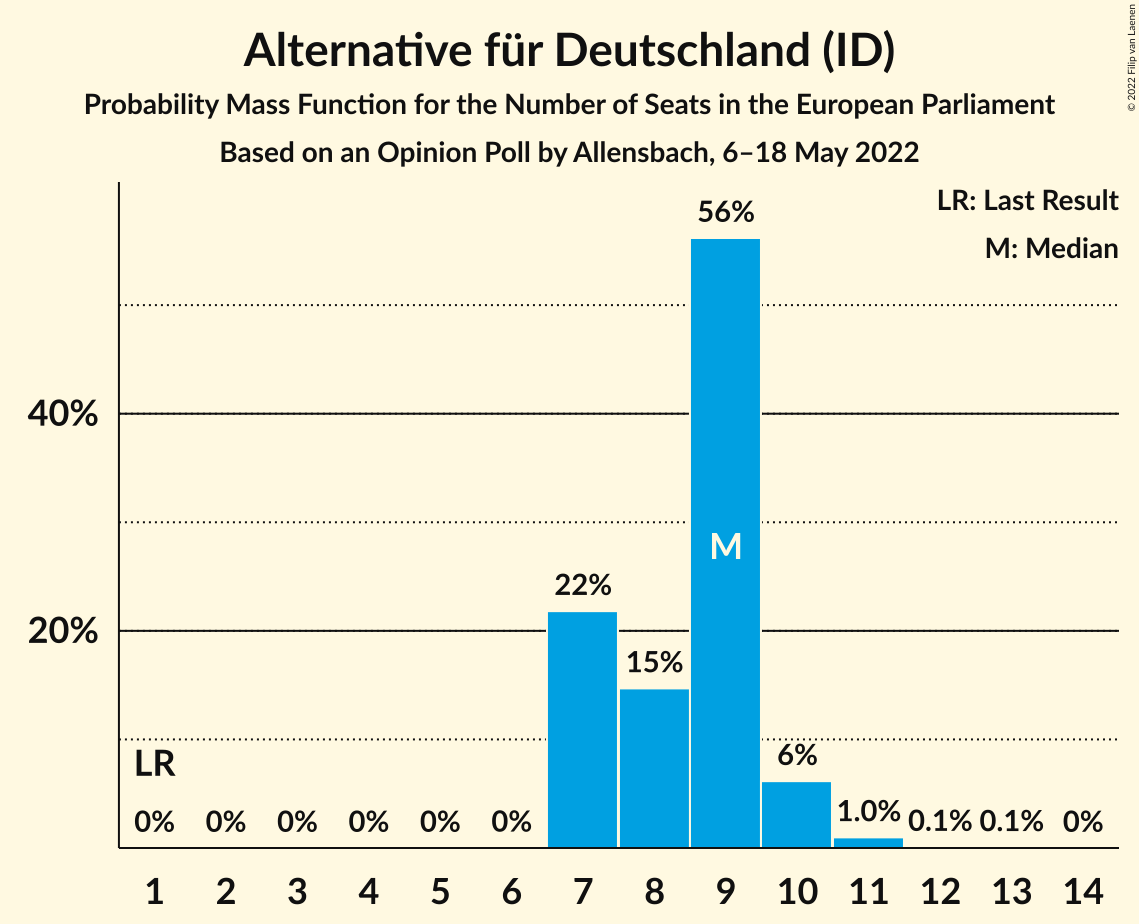 Alternative für Deutschland (ID)
Probability Mass Function for the Number of Seats in the European Parliament
Based on an Opinion Poll by Allensbach, 6–18 May 2022
© 2022 Filip van Laenen
LR: Last Result
M: Median
56%
40%
M
22%
20%
15%
LR
6%
0% 0% 0% 0% 0% 0% 1.0% 0.1% 0.1% 0%
1 2 3 4 5 6 7 8 9 10 11 12 13 14